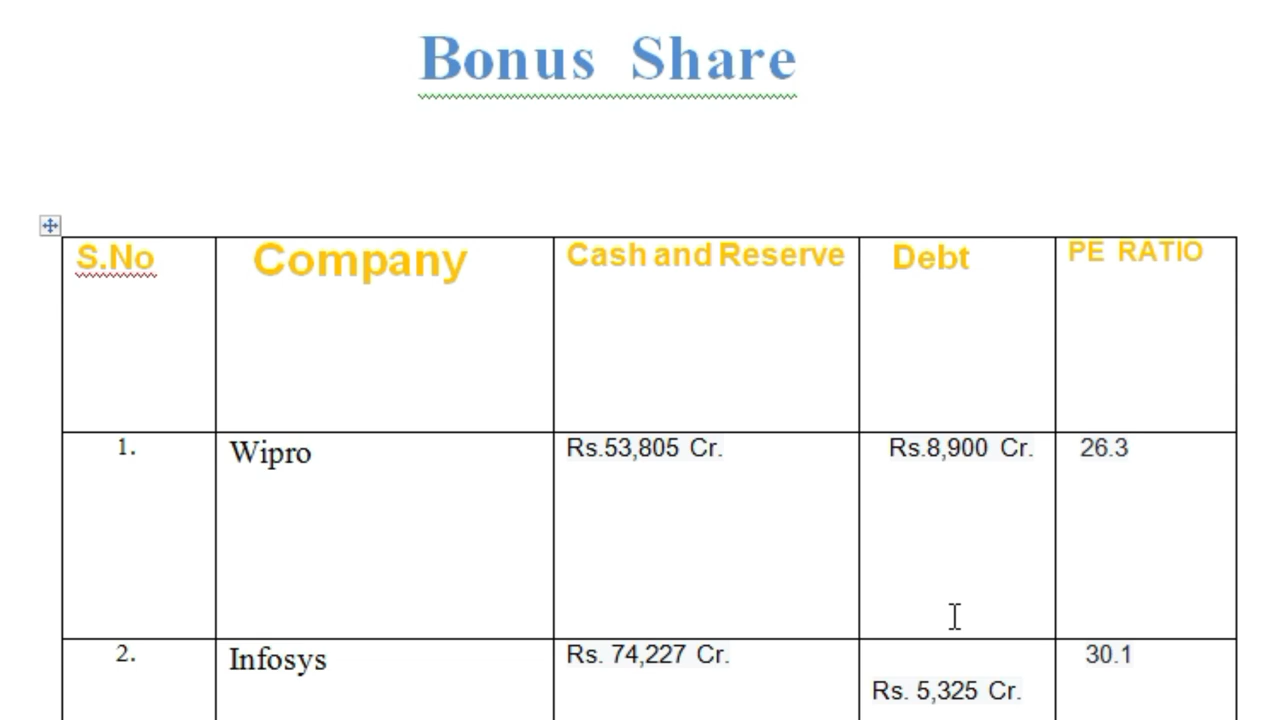 Bonus Share
S.No Company Cash and Reserve Debt PE RATIO
1. Wipro Rs.53,805 Cr. Rs.8,900 Cr. 26.3
2. Infosys Rs. 74,227 Cr. 30.1
Rs. 5,325 Cr.